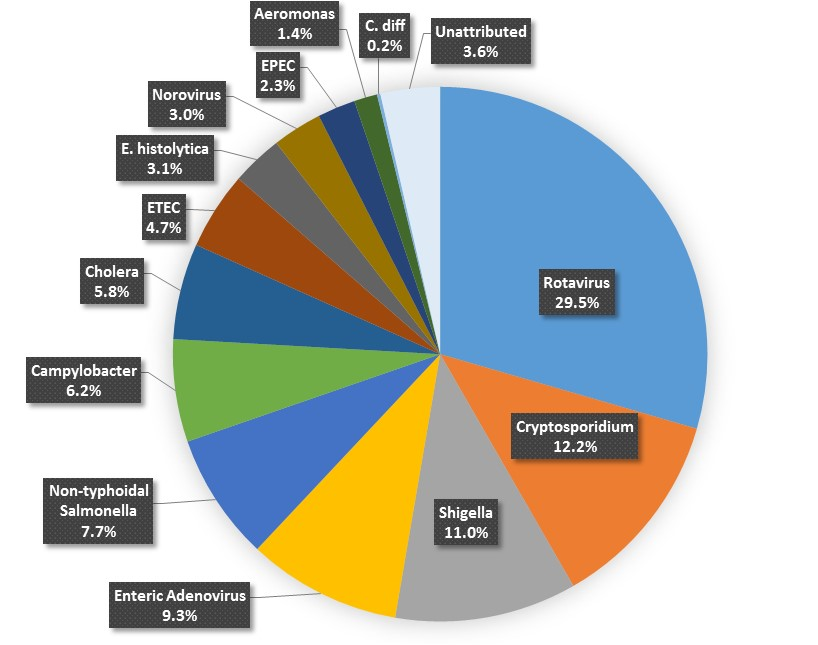 Aeromonas
1.4%
C. diff
0.2%
Unattributed
3.6%
EPEC
2.3%
Norovirus
3.0%
E. histolytica
3.1%
ETEC
4.7%
Cholera
5.8%
Campylobacter
6.2%
Non-typhoidal
Salmonella
7.7%
Enteric Adenovirus
9.3%
Shigella
11.0%
Cryptosporidium
12.2%
Rotavirus
29.5%